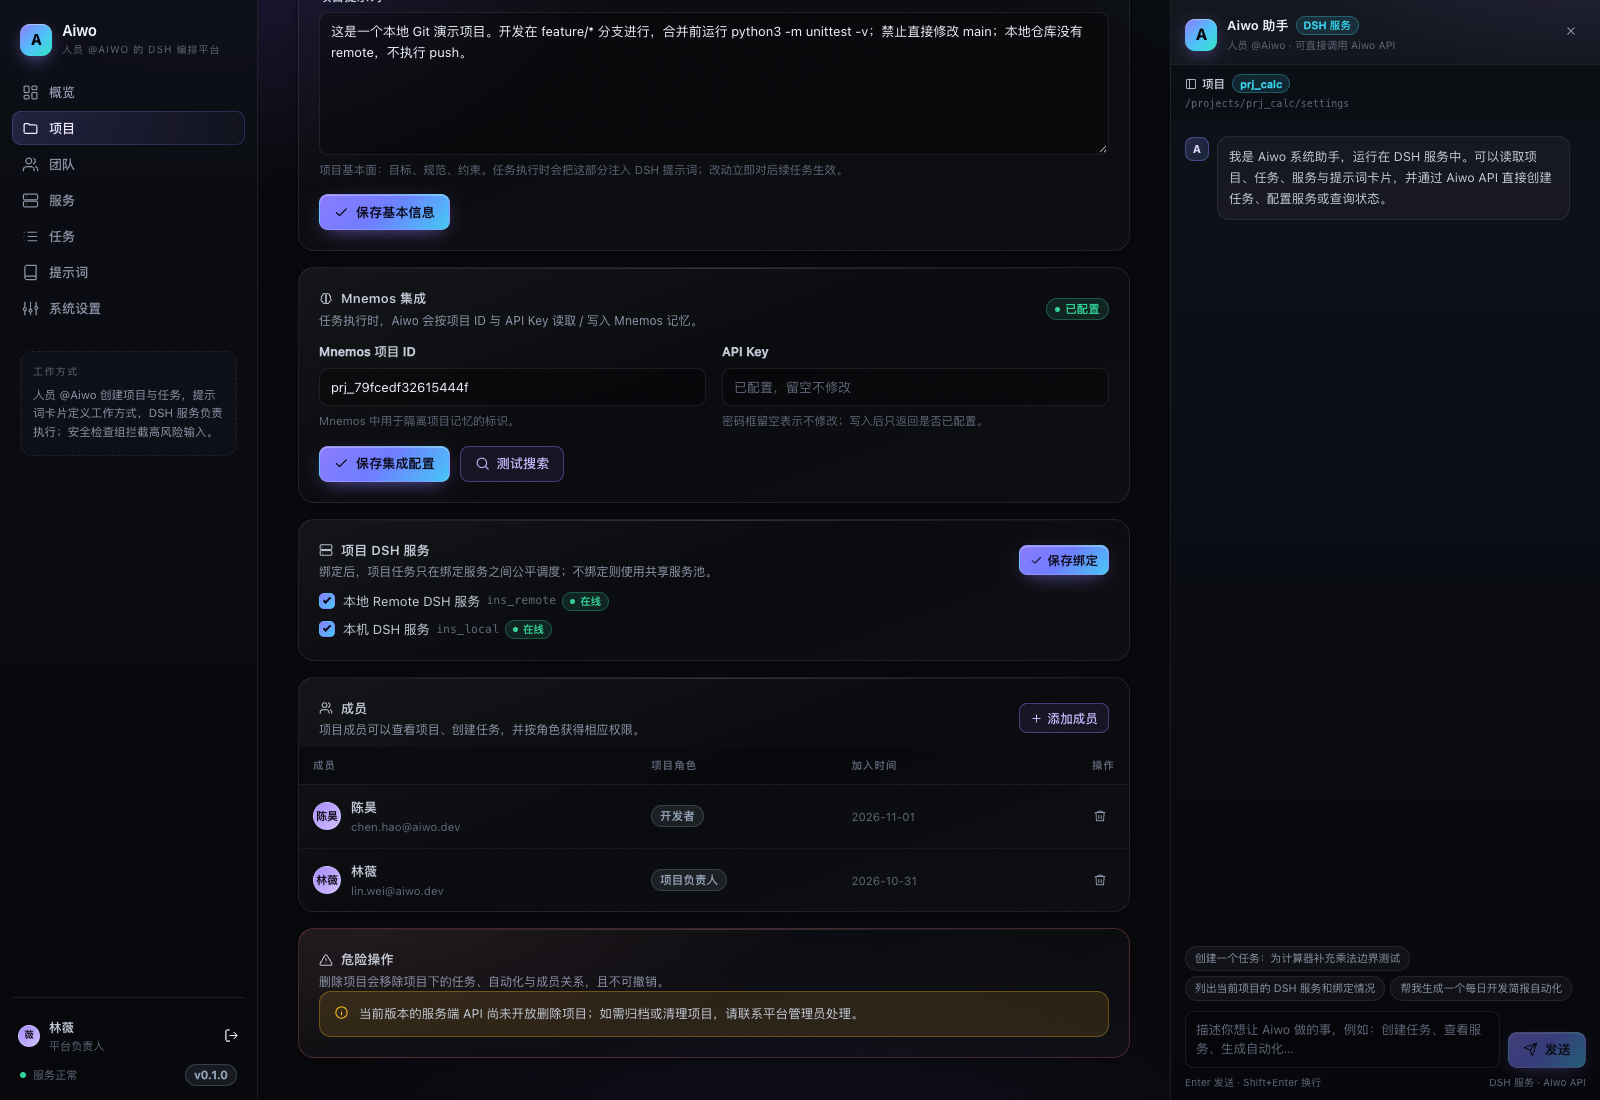 A
Aiwo
人员 @AIWO 的 DSH 编排平台
概览
项目
团队
服务
任务
提示词
系统设置
工作方式
人员 @Aiwo 创建项目与任务，提示
词卡片定义工作方式，DSH 服务负责
执行；安全检查组拦截高风险输入。
薇
林薇
平台负责人
服务正常
v0.1.0
这是一个本地 Git 演示项目。开发在 feature/* 分支进行，合并前运行 python3 -m unittest -v；禁止直接修改 main；本地仓库没有
remote，不执行 push。
项目基本面：目标、规范、约束。任务执行时会把这部分注入 DSH 提示词；改动立即对后续任务生效。
保存基本信息
Mnemos 集成
任务执行时，Aiwo 会按项目 ID 与 API Key 读取 / 写入 Mnemos 记忆。
已配置
Mnemos 项目 ID
API Key
prj_79fcedf32615444f
已配置，留空不修改
Mnemos 中用于隔离项目记忆的标识。
密码框留空表示不修改；写入后只返回是否已配置。
保存集成配置
测试搜索
项目 DSH 服务
绑定后，项目任务只在绑定服务之间公平调度；不绑定则使用共享服务池。
保存绑定
本地 Remote DSH 服务 ins_remote 在线
本机 DSH 服务 ins_local 在线
成员
项目成员可以查看项目、创建任务，并按角色获得相应权限。
添加成员
成员 项目角色 加入时间 操作
陈昊
陈昊
chen.hao@aiwo.dev
开发者
2026-11-01
林薇
林薇
lin.wei@aiwo.dev
项目负责人
2026-10-31
危险操作
删除项目会移除项目下的任务、自动化与成员关系，且不可撤销。
当前版本的服务端 API 尚未开放删除项目；如需归档或清理项目，请联系平台管理员处理。
A
Aiwo 助手 DSH 服务
人员 @Aiwo · 可直接调用 Aiwo API
项目 prj_calc
/projects/prj_calc/settings
A
我是 Aiwo 系统助手，运行在 DSH 服务中。可以读取项
目、任务、服务与提示词卡片，并通过 Aiwo API 直接创建
任务、配置服务或查询状态。
创建一个任务：为计算器补充乘法边界测试
列出当前项目的 DSH 服务和绑定情况
帮我生成一个每日开发简报自动化
描述你想让 Aiwo 做的事，例如：创建任务、查看服
务、生成自动化...
发送
Enter 发送 · Shift+Enter 换行
DSH 服务 · Aiwo API